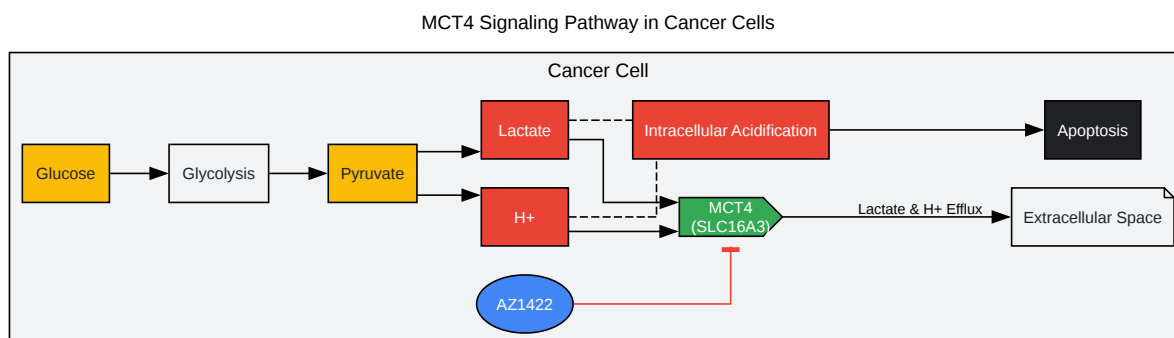 MCT4 Signaling Pathway in Cancer Cells
Cancer Cell
Glucose
Glycolysis
Pyruvate
Lactate
H+
Intracellular Acidification
MCT4
(SLC16A3)
AZ1422
Lactate & H+ Efflux
Apoptosis
Extracellular Space